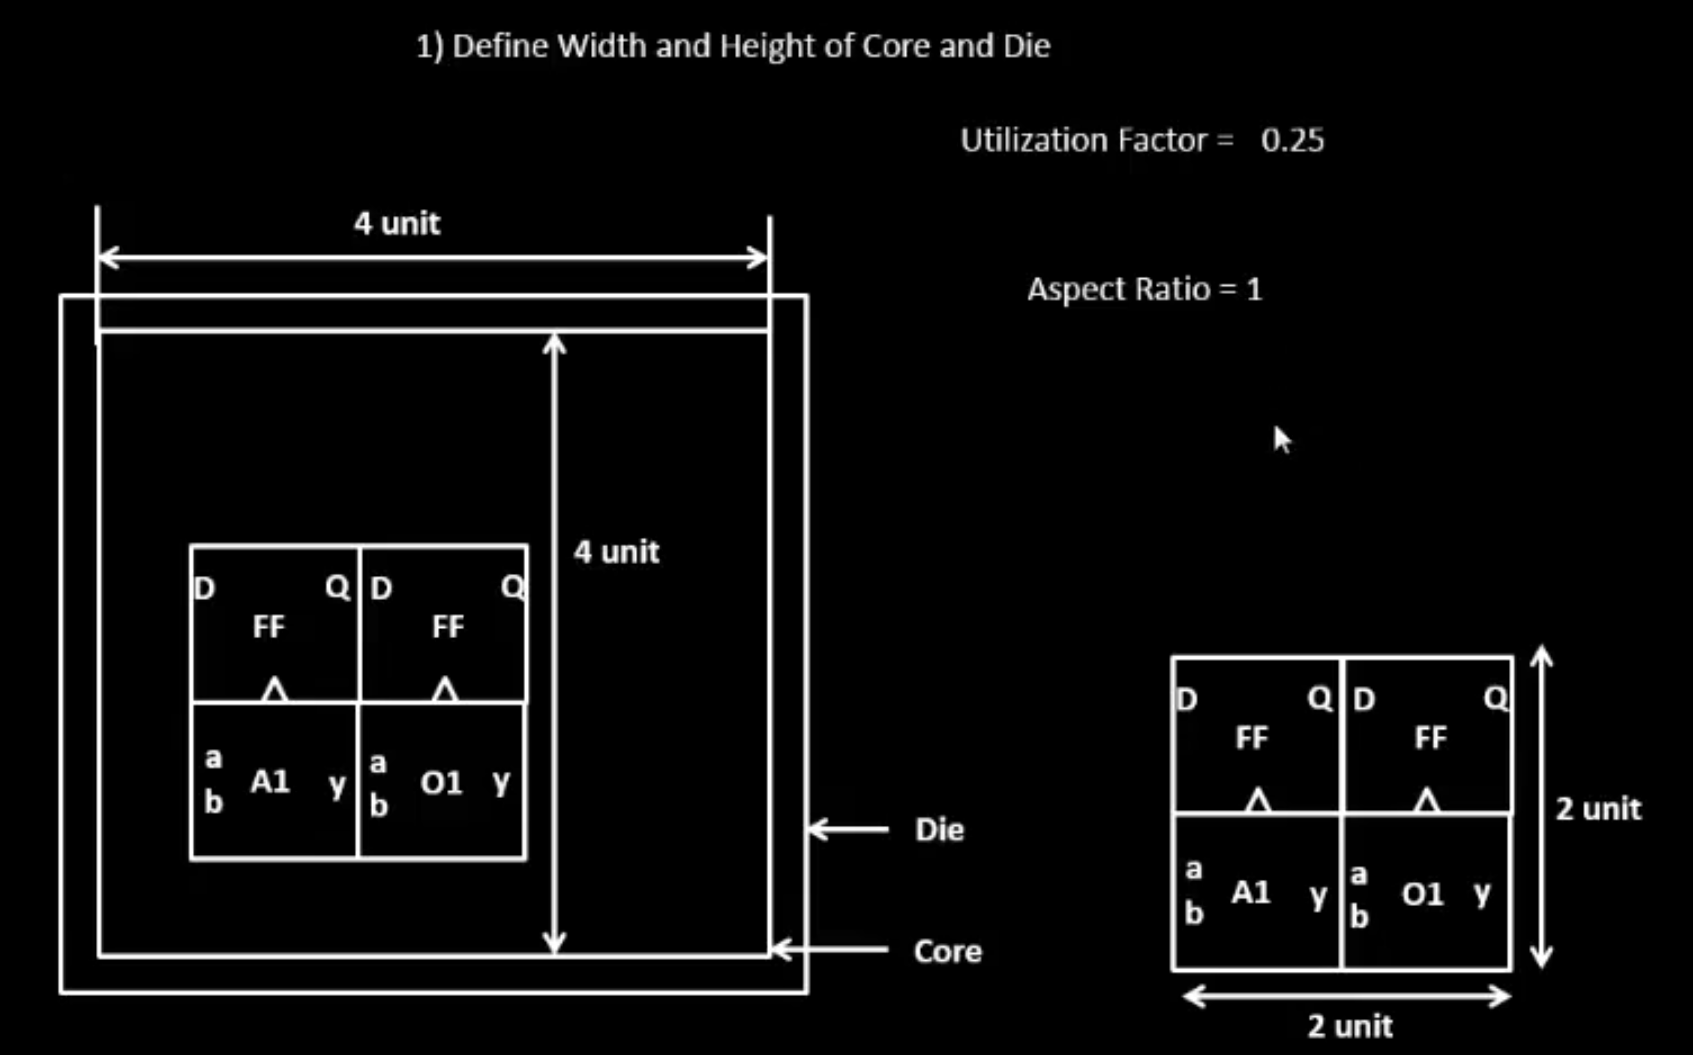 1) Define Width and Height of Core and Die
Utilization Factor = 0.25
4 unit
Aspect Ratio = 1
4 unit
D Q D Q
FF FF
a A1 y a O1 y
b b
Die
Core
D Q D Q
FF FF
2 unit
a A1 y a O1 y
b b
2 unit